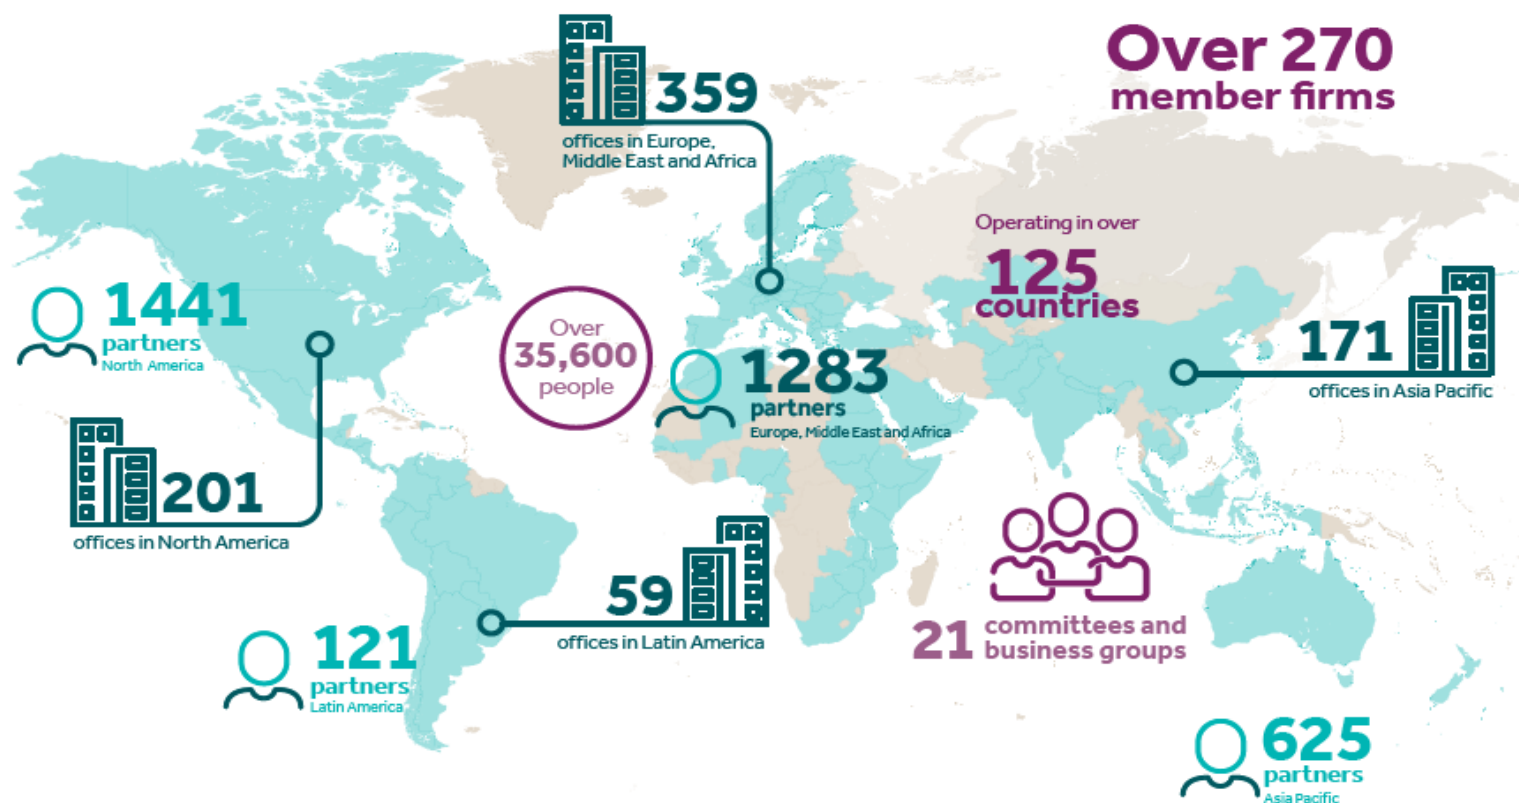 Over 270
member firms
359
offices in Europe,
Middle East and Africa
Operating in over
125
countries
1441
partners
North America
Over
35,600
people
1283
partners
Europe, Middle East and Africa
171
offices in Asia Pacific
201
offices in North America
59
offices in Latin America
21
committees and
business groups
121
partners
Latin America
625
partners
Asia Pacific